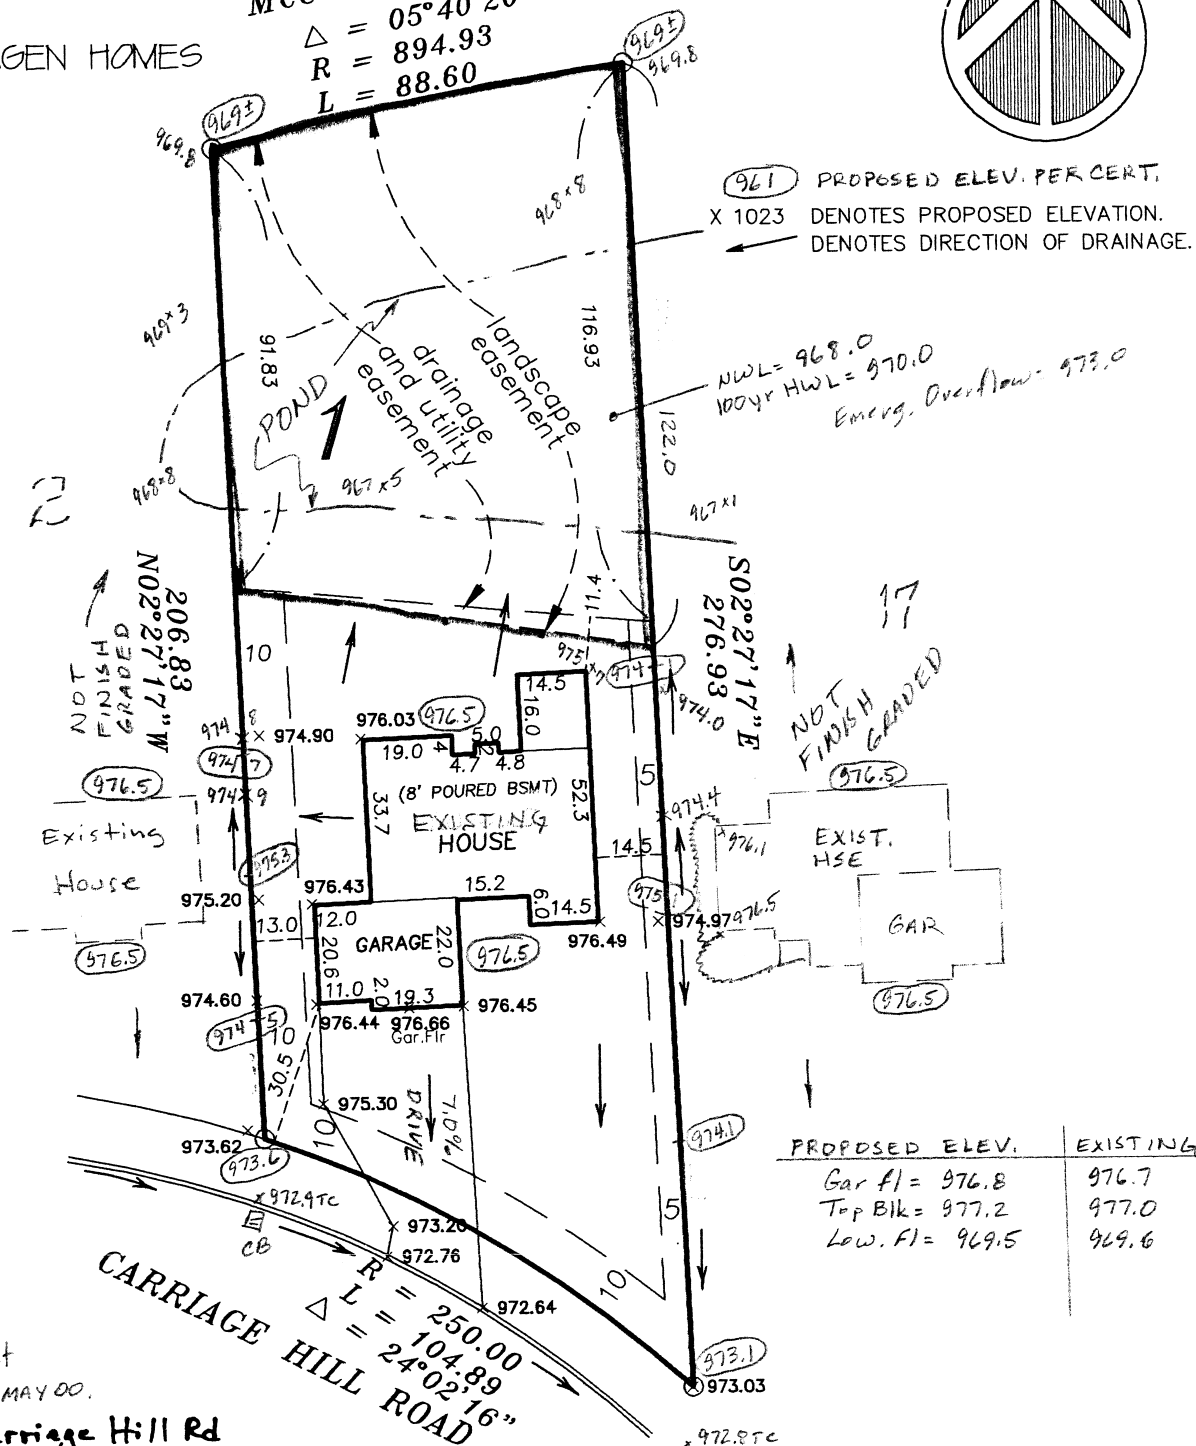 GEN HOMES
Δ = 05°40'20
R = 894.93
L = 88.60
969±
969.8
969±
969.8
961 PROPOSED ELEV. PER CERT.
X 1023 DENOTES PROPOSED ELEVATION.
DENOTES DIRECTION OF DRAINAGE.
968x8
969x3
91.83
116.93
landscape
easement
drainage
and utility
easement
POND
1
NWL = 968.0
100yr HWL = 970.0
Emerg. Overflow = 973.0
122.0
968x8
967x5
967x1
2
17
206.83
N02°27'17"W
S02°27'17"E
276.93
NOT
FINISH
GRADED
NOT
FINISH
GRADED
10
11.4
975
974.0
14.5
16.0
976.03
976.5
5.0
974
8
974.90
19.0
4
4.7
2
4.8
974.7
974x9
976.5
976.5
(8' POURED BSMT)
EXISTING
HOUSE
33.7
52.3
5
974.4
976.1
Existing
House
EXIST.
HSE
14.5
975.3
975.20
976.43
15.2
6.0
14.5
974.97
976.5
13.0
12.0
976.49
GARAGE
22.0
976.5
GAR
976.5
976.5
20.6
11.0
2.0
19.3
974.60
976.44
976.66
976.45
Gar.Flr
10
30.5
975.30
10
DRIVE
7.0%
974.1
973.62
973.6
972.9TC
CB
973.20
972.76
972.64
5
10
PROPOSED ELEV. EXISTING
Gar fl = 976.8 976.7
Top Blk = 977.2 977.0
Low. Fl = 969.5 969.6
R = 250.00
L = 104.89
Δ = 24°02'16"
CARRIAGE HILL ROAD
973.1
973.03
MAY 00.
rriage Hill Rd
972.8TC